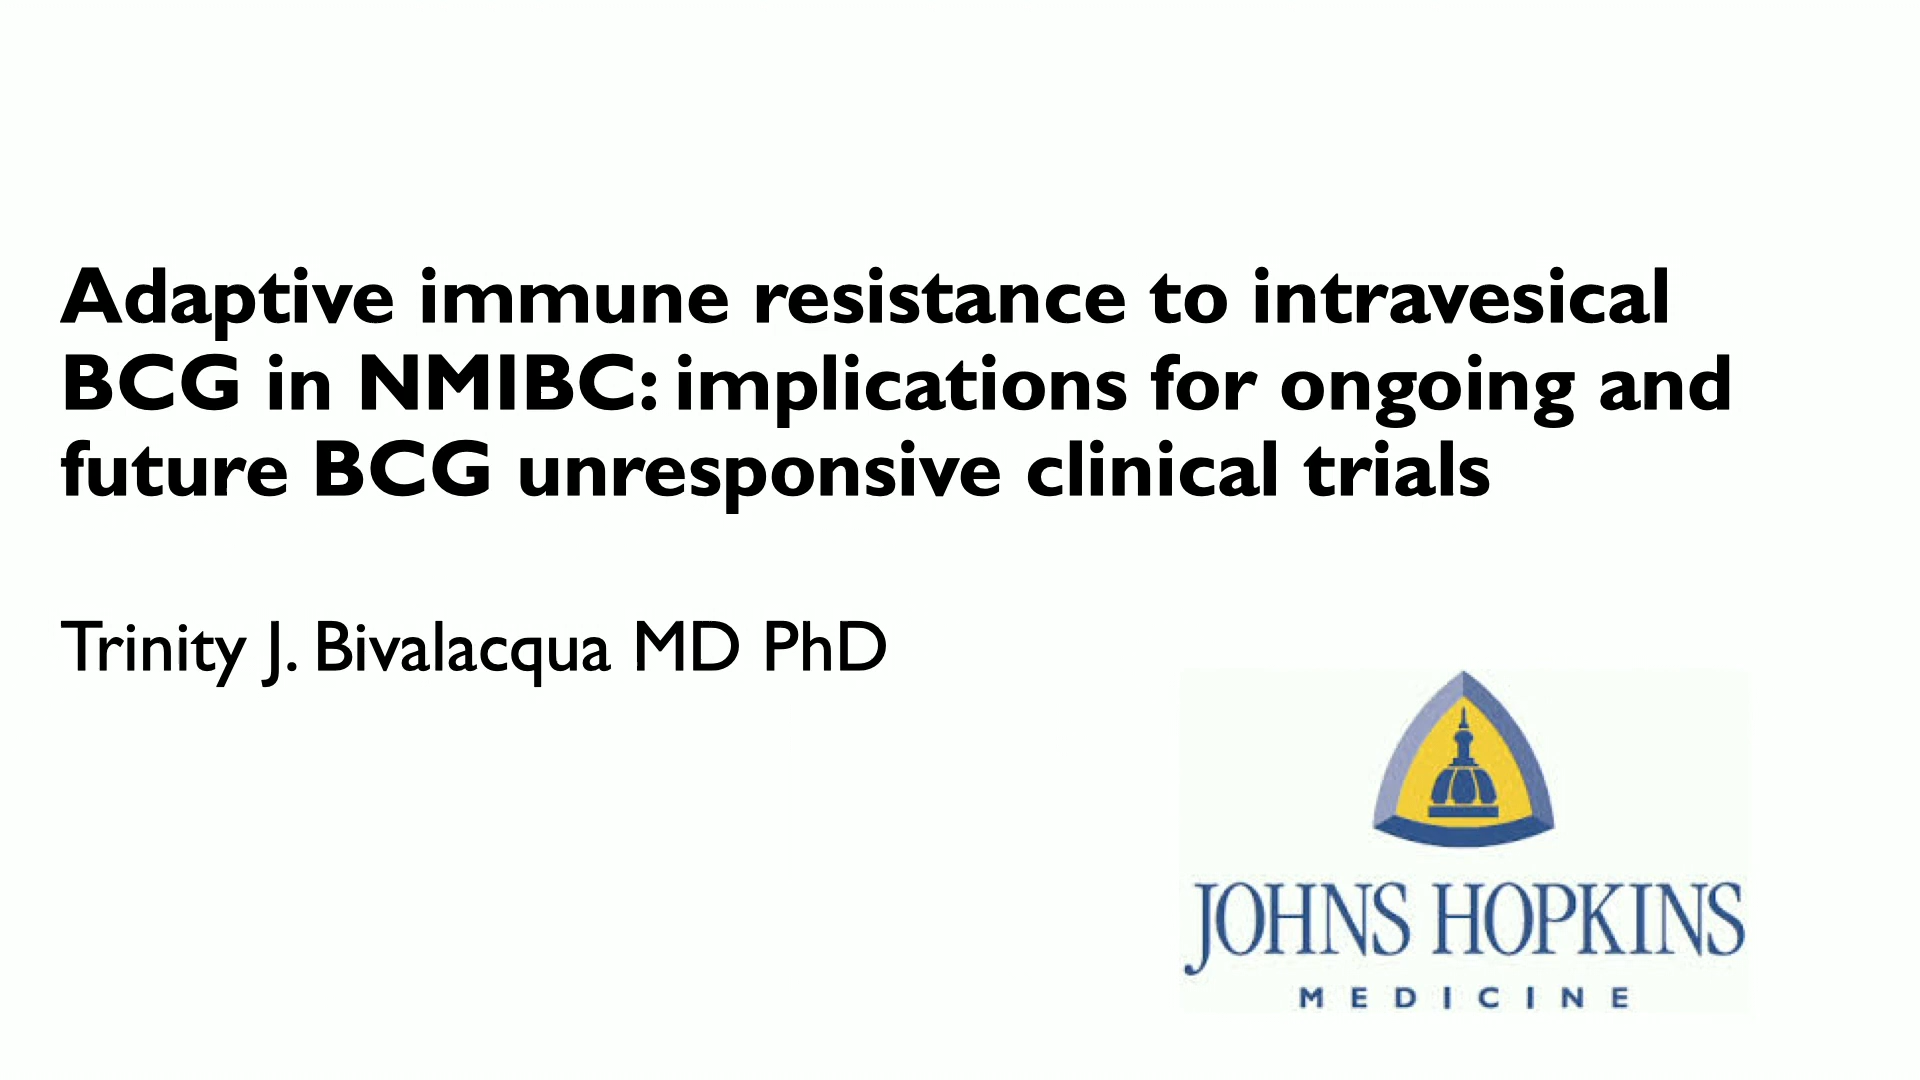 Adaptive immune resistance to intravesical
BCG in NMIBC: implications for ongoing and
future BCG unresponsive clinical trials
Trinity J. Bivalacqua MD PhD
JOHNS HOPKINS
MEDICINE